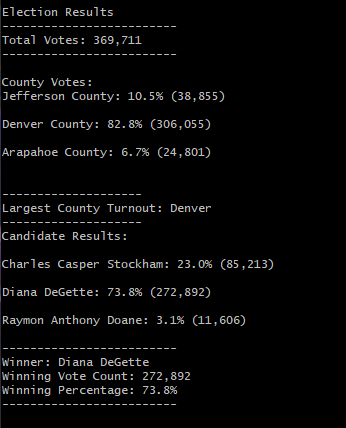 Election Results
-------------------------
Total Votes: 369,711
-------------------------
County Votes:
Jefferson County: 10.5% (38,855)
Denver County: 82.8% (306,055)
Arapahoe County: 6.7% (24,801)
--------------------
Largest County Turnout: Denver
--------------------
Candidate Results:
Charles Casper Stockham: 23.0% (85,213)
Diana DeGette: 73.8% (272,892)
Raymon Anthony Doane: 3.1% (11,606)
-------------------------
Winner: Diana DeGette
Winning Vote Count: 272,892
Winning Percentage: 73.8%
-------------------------